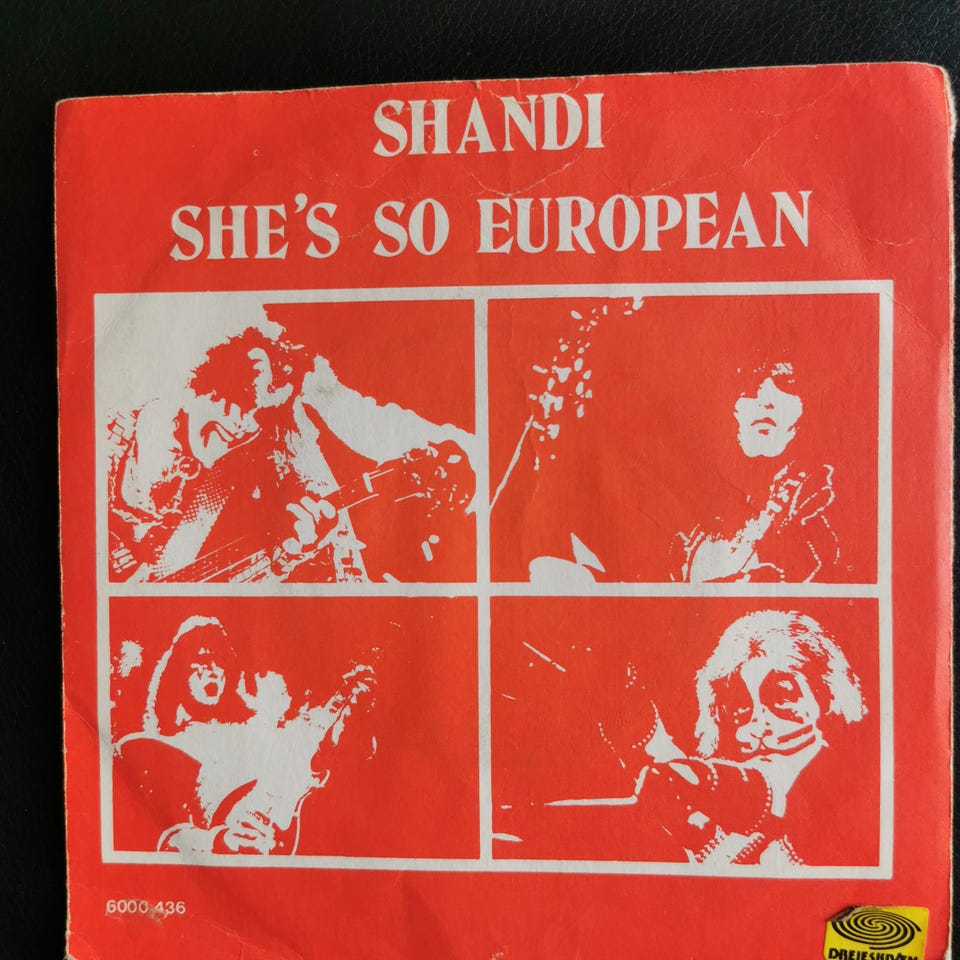 SHANDI
SHE'S SO EUROPEAN
6000 436